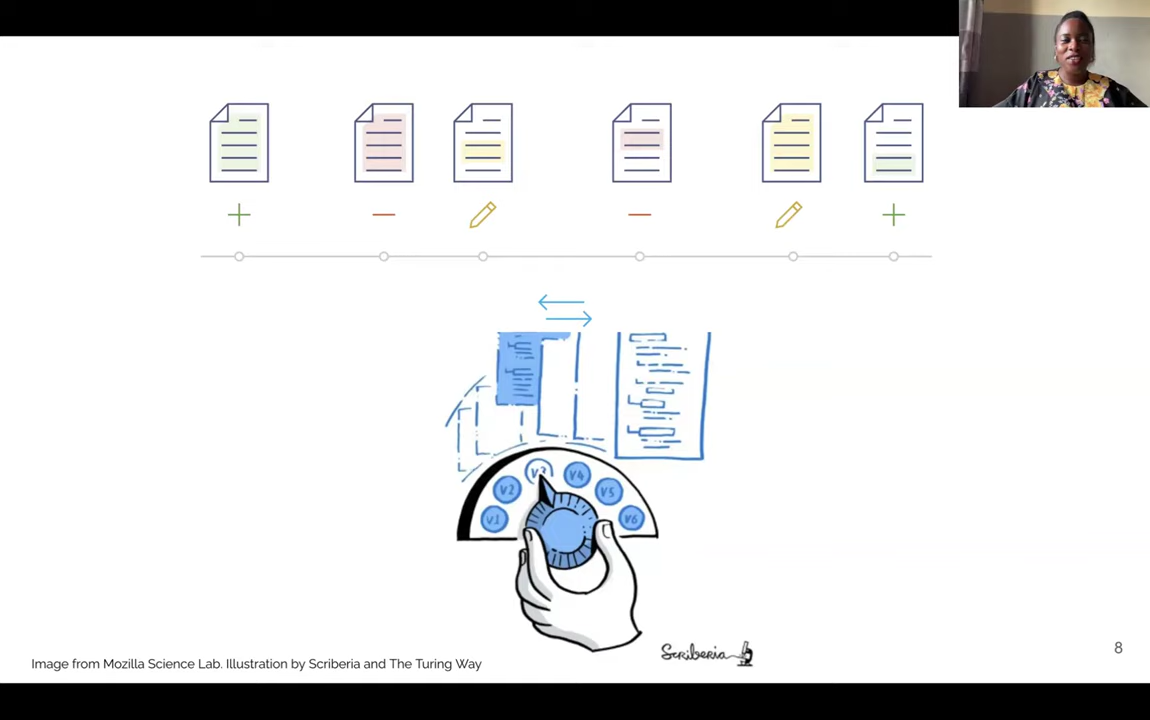 V1
V2
V3
V4
V5
V6
Scriberia
8
Image from Mozilla Science Lab. Illustration by Scriberia and The Turing Way